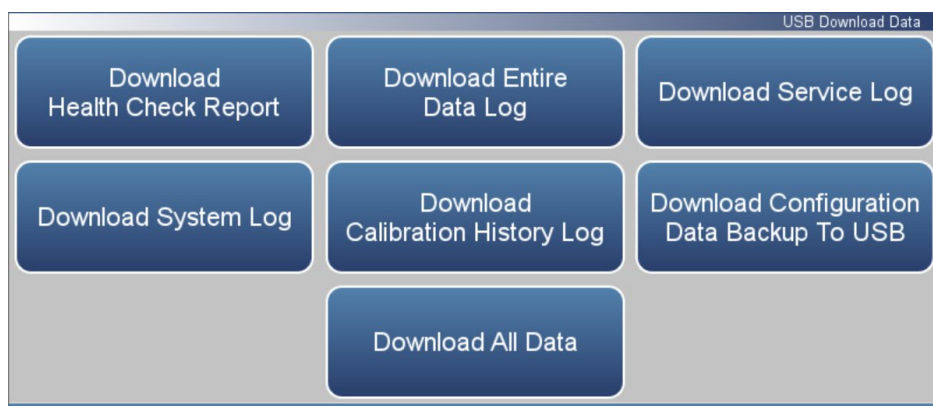 USB Download Data
Download
Health Check Report
Download Entire
Data Log
Download Service Log
Download System Log
Download
Calibration History Log
Download Configuration
Data Backup To USB
Download All Data